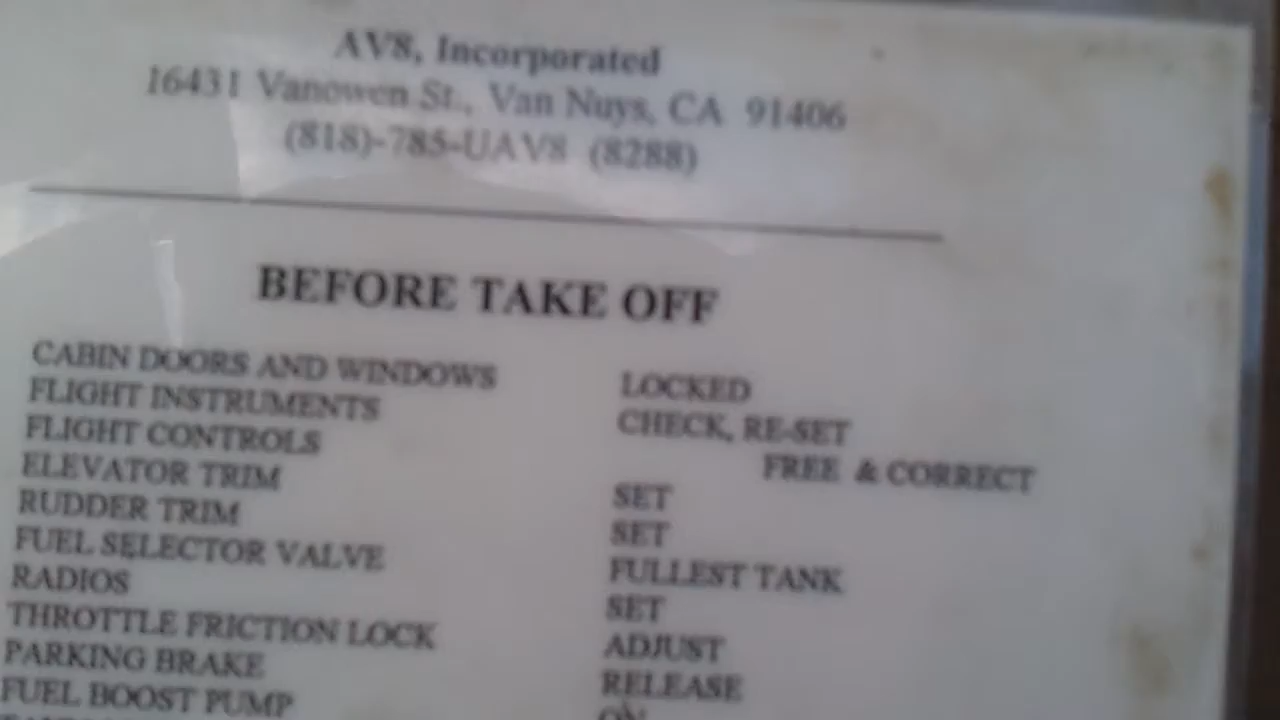 AV8, Incorporated
16431 Vanowen St., Van Nuys, CA 91406
(818)-785-UAV8 (8288)
BEFORE TAKE OFF
CABIN DOORS AND WINDOWS LOCKED
FLIGHT INSTRUMENTS CHECK, RE-SET
FLIGHT CONTROLS FREE & CORRECT
ELEVATOR TRIM SET
RUDDER TRIM SET
FUEL SELECTOR VALVE FULLEST TANK
RADIOS SET
THROTTLE FRICTION LOCK ADJUST
PARKING BRAKE RELEASE
FUEL BOOST PUMP ON